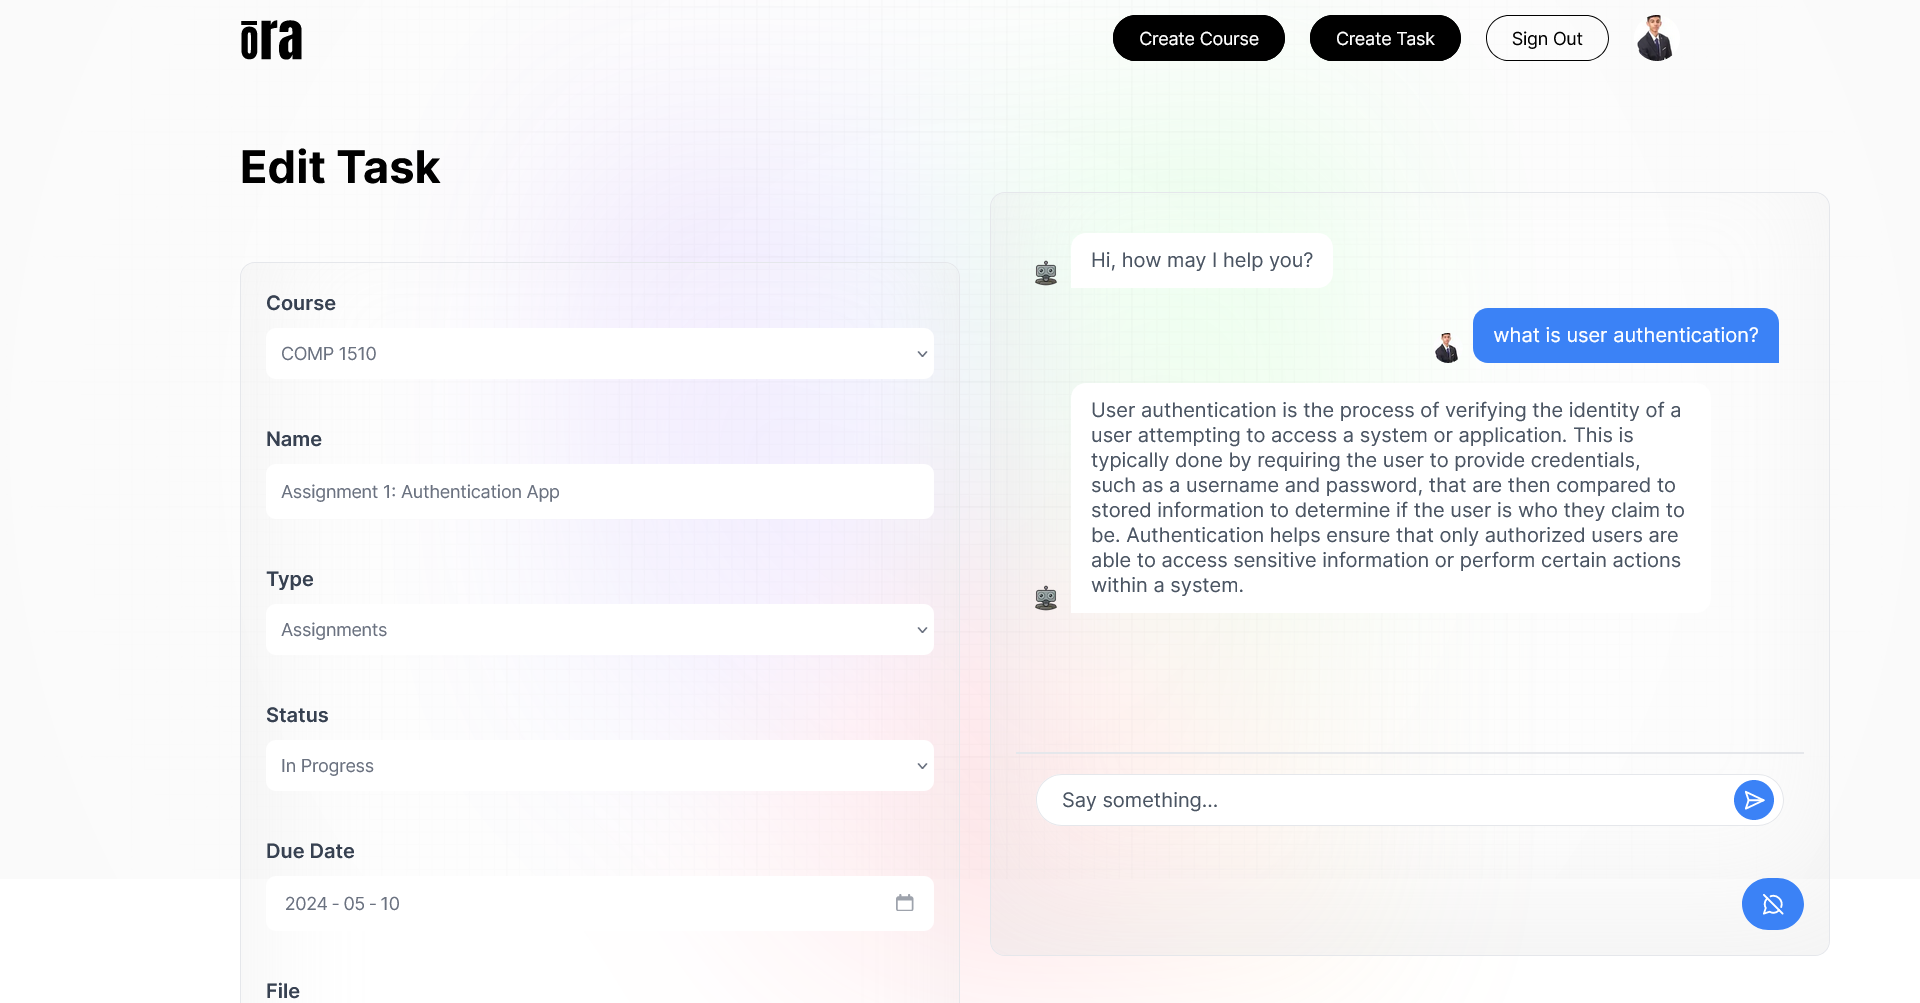 ōra
Create Course
Create Task
Sign Out
Edit Task
Course
COMP 1510
Name
Assignment 1: Authentication App
Type
Assignments
Status
In Progress
Due Date
2024 - 05 - 10
File
Hi, how may I help you?
what is user authentication?
User authentication is the process of verifying the identity of a
user attempting to access a system or application. This is
typically done by requiring the user to provide credentials,
such as a username and password, that are then compared to
stored information to determine if the user is who they claim to
be. Authentication helps ensure that only authorized users are
able to access sensitive information or perform certain actions
within a system.
Say something...